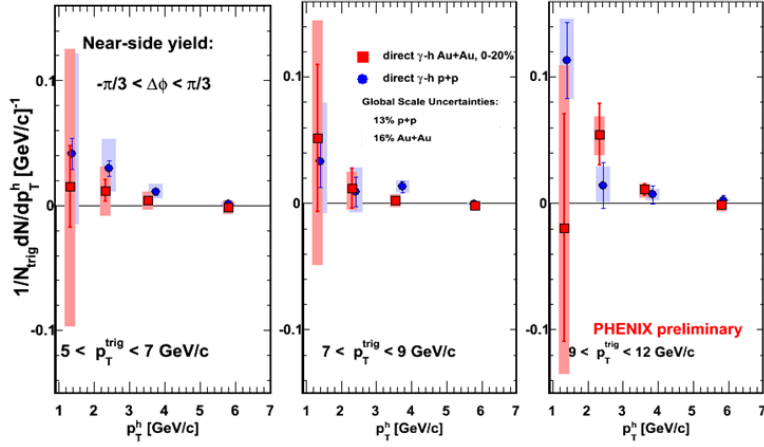 1/N_trig dN/dp_T^h [GeV/c]^-1
0.1
0
-0.1
Near-side yield:
-π/3 < Δϕ < π/3
5 < p_T^trig < 7 GeV/c
1 2 3 4 5 6 7
p_T^h [GeV/c]
0.1
0
-0.1
direct γ-h Au+Au, 0-20%
direct γ-h p+p
Global Scale Uncertainties:
13% p+p
16% Au+Au
7 < p_T^trig < 9 GeV/c
1 2 3 4 5 6 7
p_T^h [GeV/c]
0.1
0
-0.1
PHENIX preliminary
9 < p_T^trig < 12 GeV/c
1 2 3 4 5 6 7
p_T^h [GeV/c]